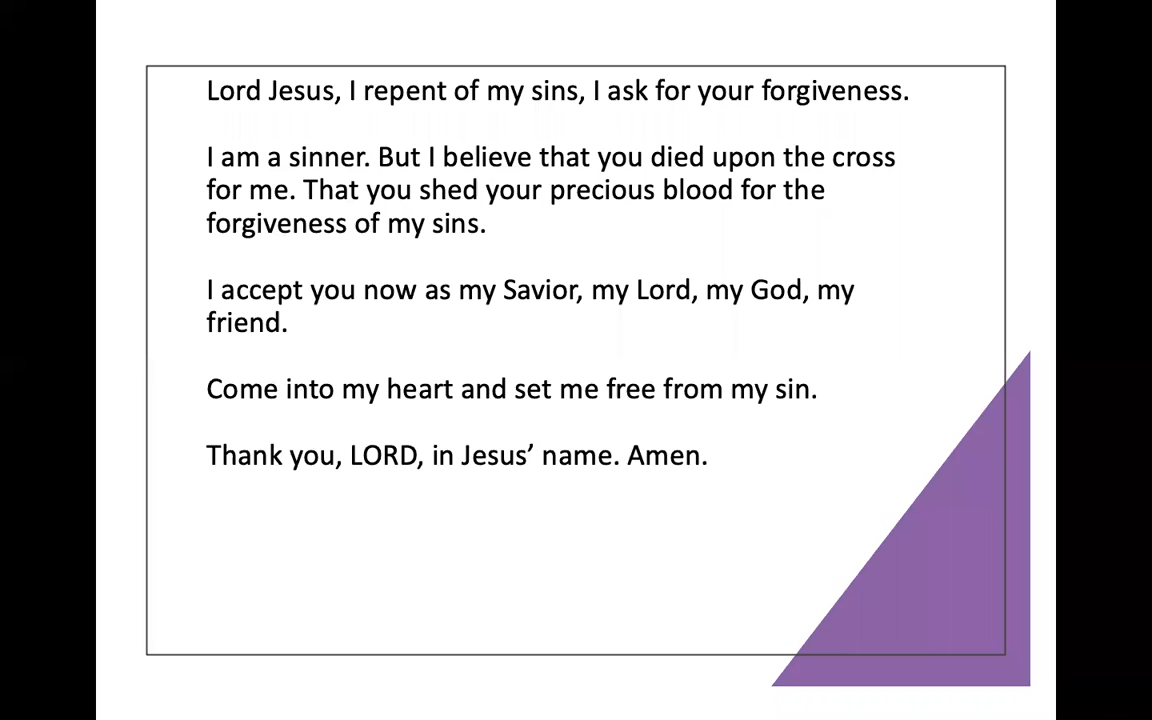 Lord Jesus, I repent of my sins, I ask for your forgiveness.
I am a sinner. But I believe that you died upon the cross
for me. That you shed your precious blood for the
forgiveness of my sins.
I accept you now as my Savior, my Lord, my God, my
friend.
Come into my heart and set me free from my sin.
Thank you, LORD, in Jesus’ name. Amen.